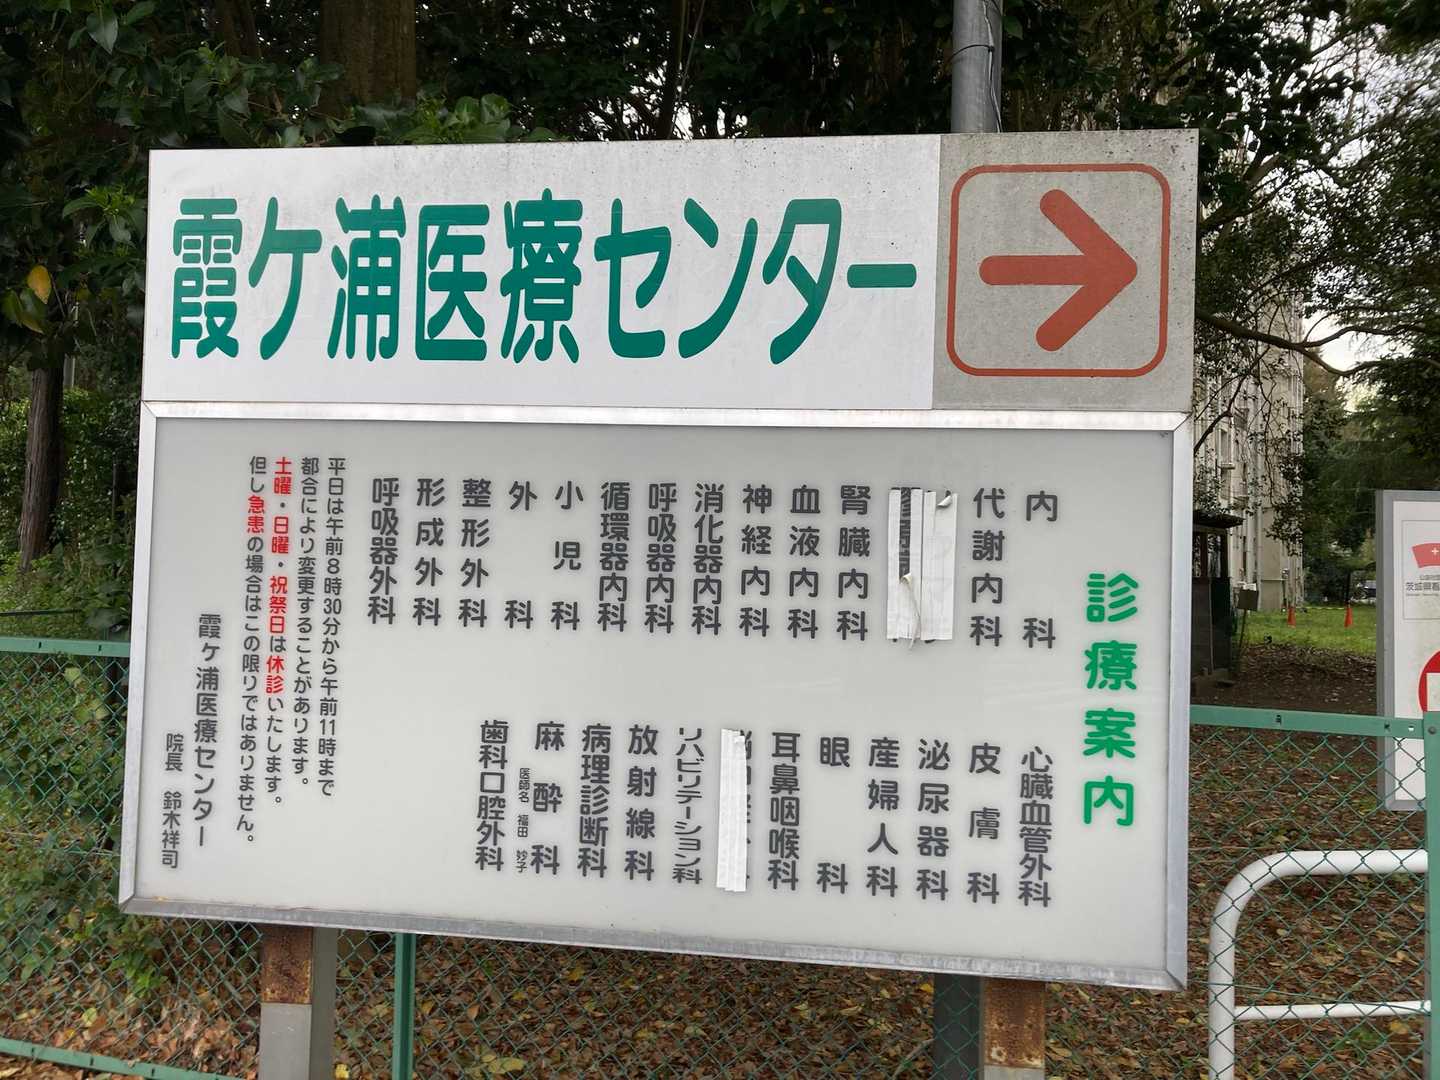 霞ケ浦医療センター
診療案内
内科
代謝内科
腎臓内科
血液内科
神経内科
消化器内科
呼吸器内科
循環器内科
小児科
外科
整形外科
形成外科
呼吸器外科
心臓血管外科
皮膚科
泌尿器科
産婦人科
眼科
耳鼻咽喉科
リハビリテーション科
放射線科
病理診断科
麻酔科
医師名 福田 妙子
歯科口腔外科
平日は午前8時30分から午前11時まで
都合により変更することがあります。
土曜・日曜・祝祭日は休診いたします。
但し急患の場合はこの限りではありません。
霞ケ浦医療センター
院長 鈴木祥司